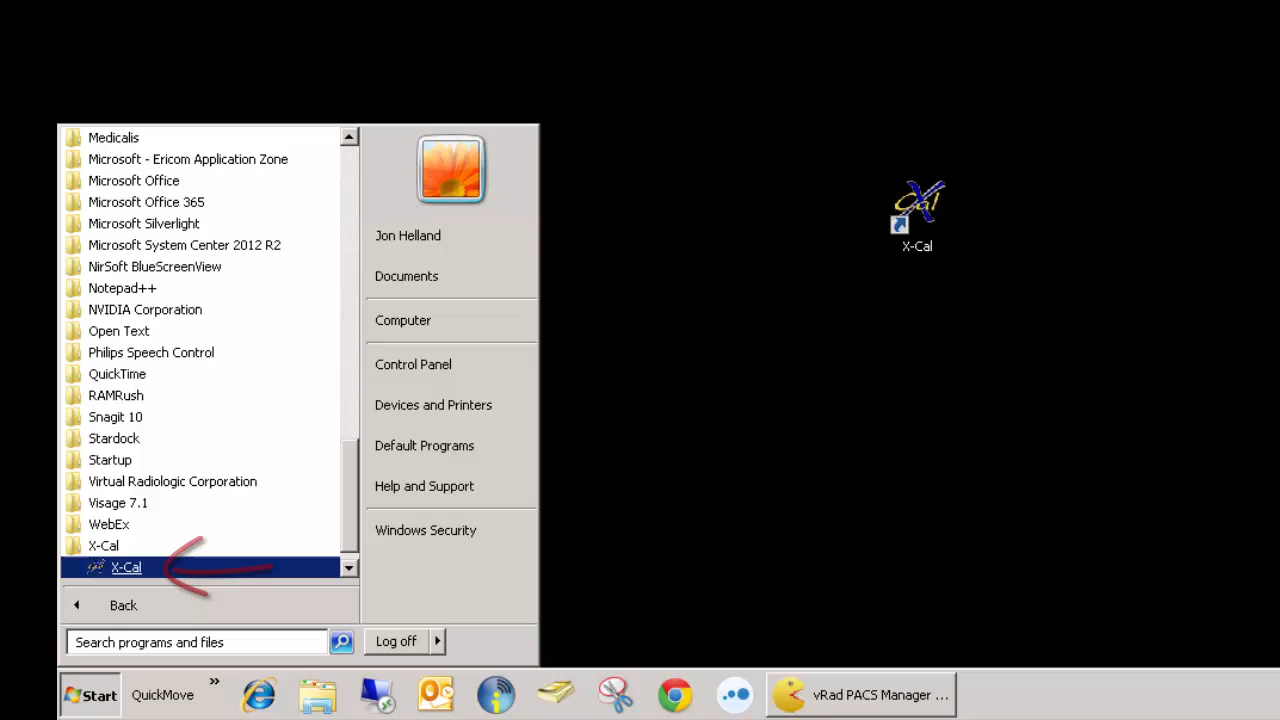 Medicalis
Microsoft - Ericom Application Zone
Microsoft Office
Microsoft Office 365
Microsoft Silverlight
Microsoft System Center 2012 R2
NirSoft BlueScreenView
Notepad++
NVIDIA Corporation
Open Text
Philips Speech Control
QuickTime
RAMRush
Snagit 10
Stardock
Startup
Virtual Radiologic Corporation
Visage 7.1
WebEx
X-Cal
X-Cal
Back
Search programs and files
Jon Helland
Documents
Computer
Control Panel
Devices and Printers
Default Programs
Help and Support
Windows Security
Log off
X Cal
X-Cal
Start
QuickMove
»
vRad PACS Manager ...